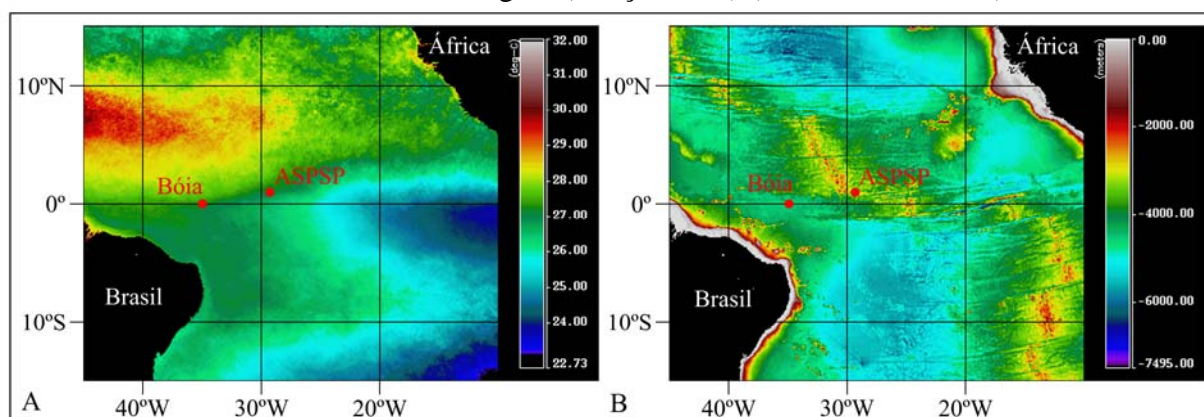 África
(deg-C)
32.00
31.00
30.00
29.00
28.00
27.00
26.00
25.00
24.00
22.73
10ºN
0º
10ºS
Bóia
ASPSP
Brasil
A
40ºW
30ºW
20ºW
África
(meters)
0.00
-2000.00
-4000.00
-6000.00
-7495.00
10ºN
0º
10ºS
Bóia
ASPSP
Brasil
B
40ºW
30ºW
20ºW